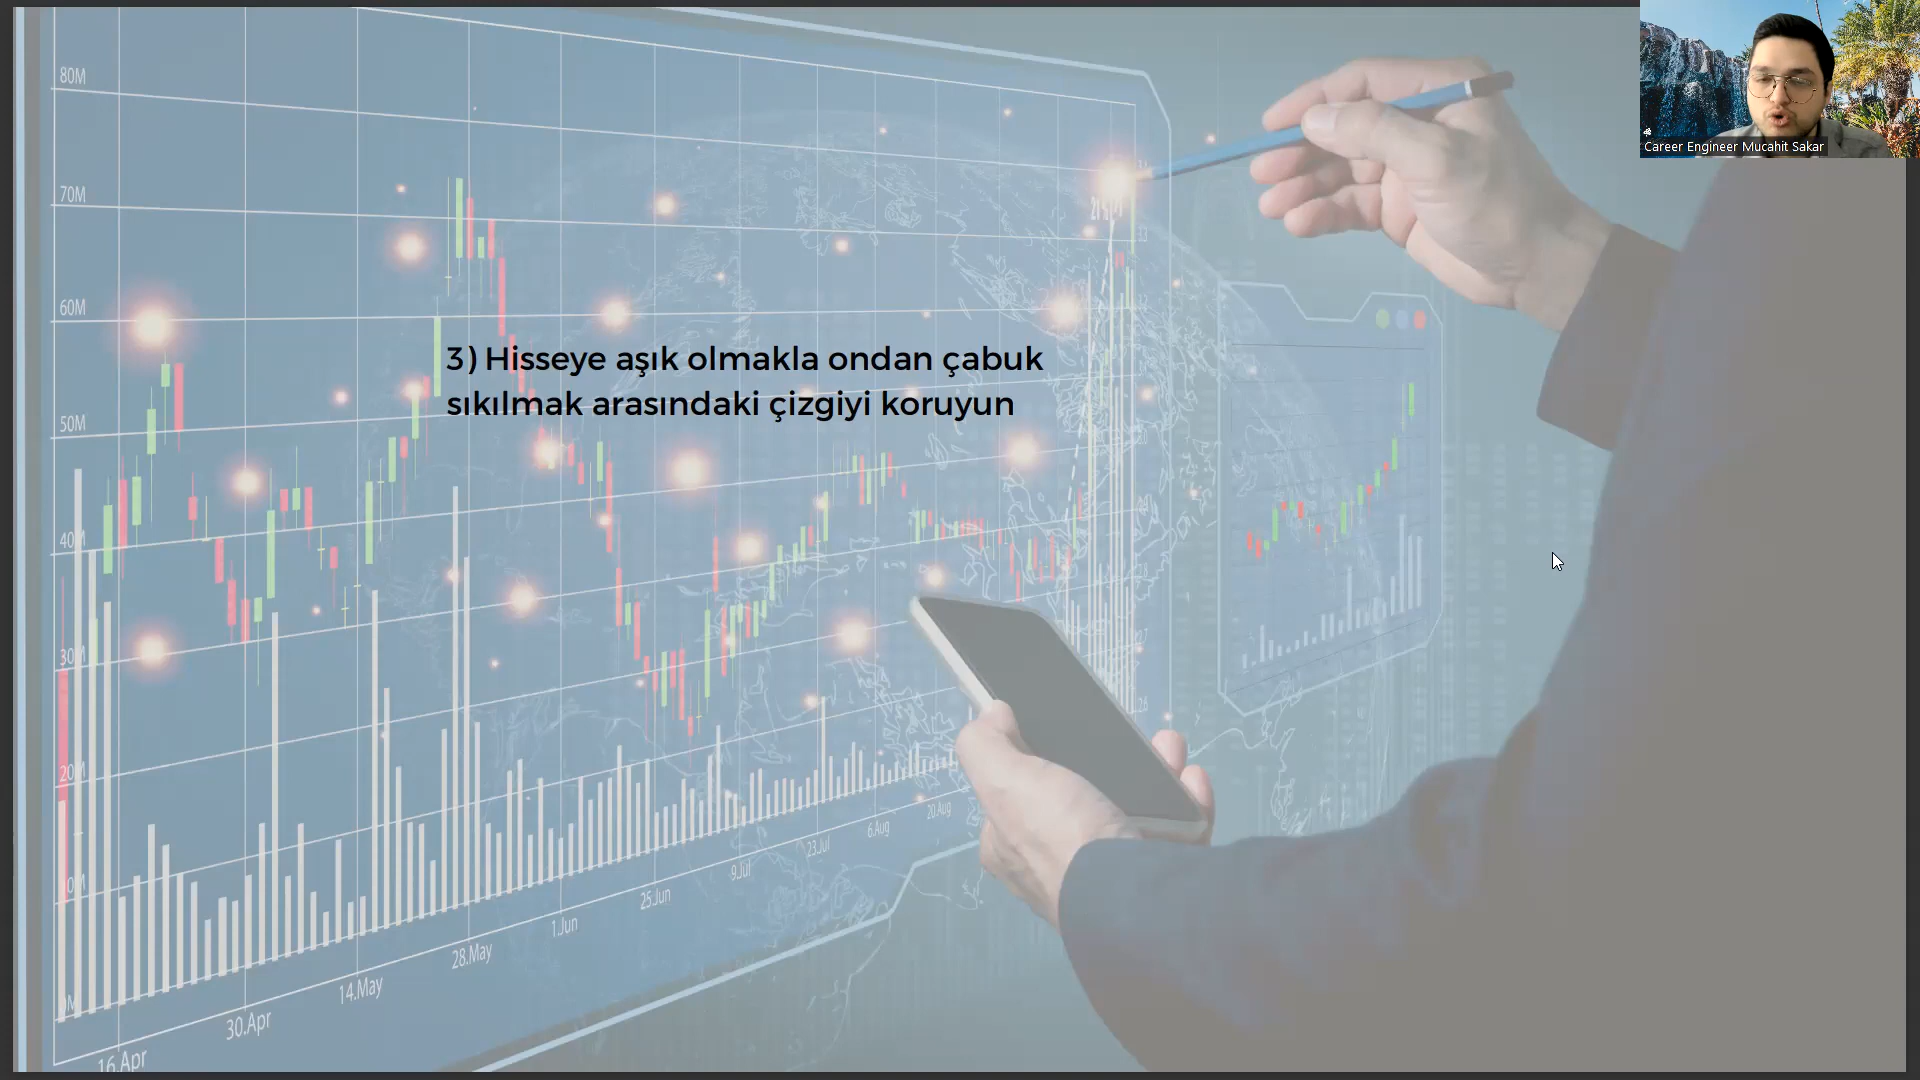 Career Engineer Mucahit Sakar
80M
70M
60M
3) Hisseye aşık olmakla ondan çabuk
sıkılmak arasındaki çizgiyi koruyun
50M
40M
30M
20M
16.Apr
30.Apr
14.May
28.May
1.Jun
25.Jun
9.Jul
23.Jul
6.Aug
20.Aug